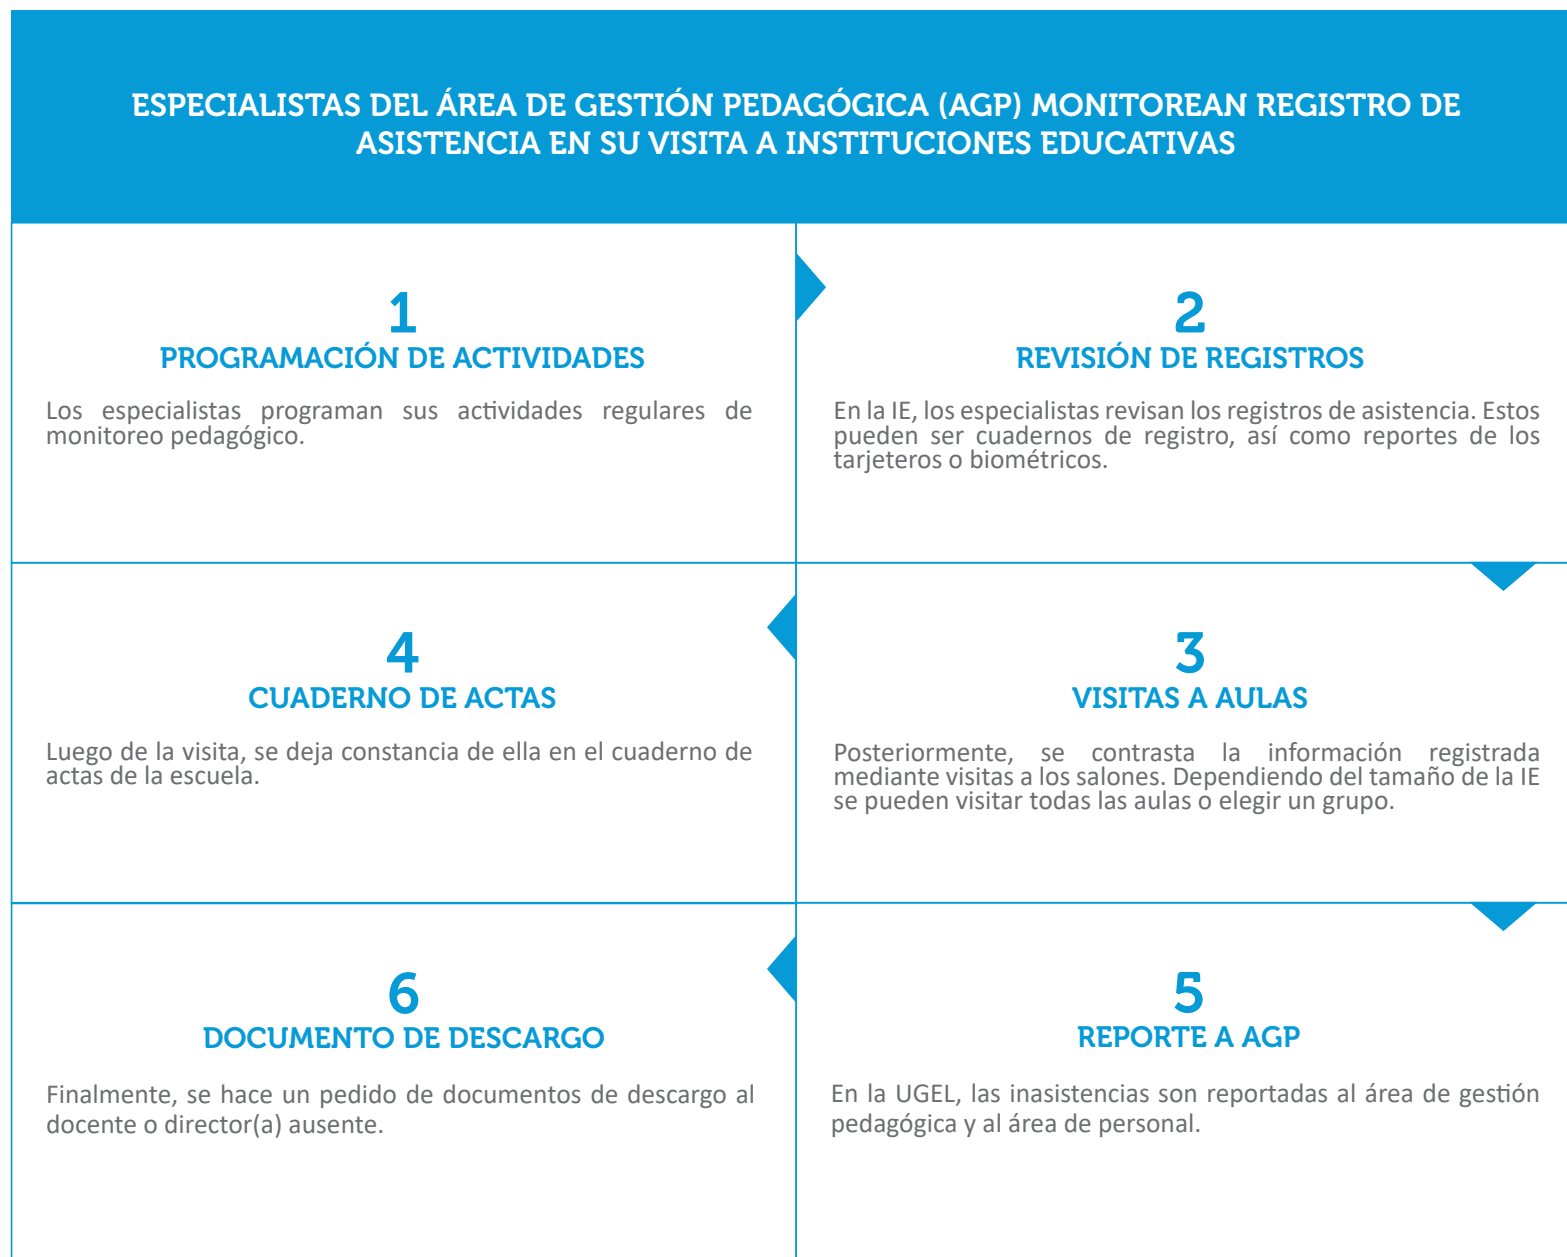 ESPECIALISTAS DEL ÁREA DE GESTIÓN PEDAGÓGICA (AGP) MONITOREAN REGISTRO DE
ASISTENCIA EN SU VISITA A INSTITUCIONES EDUCATIVAS
1
PROGRAMACIÓN DE ACTIVIDADES
Los especialistas programan sus actividades regulares de
monitoreo pedagógico.
2
REVISIÓN DE REGISTROS
En la IE, los especialistas revisan los registros de asistencia. Estos
pueden ser cuadernos de registro, así como reportes de los
tarjeteros o biométricos.
3
VISITAS A AULAS
Posteriormente, se contrasta la información registrada
mediante visitas a los salones. Dependiendo del tamaño de la IE
se pueden visitar todas las aulas o elegir un grupo.
4
CUADERNO DE ACTAS
Luego de la visita, se deja constancia de ella en el cuaderno de
actas de la escuela.
5
REPORTE A AGP
En la UGEL, las inasistencias son reportadas al área de gestión
pedagógica y al área de personal.
6
DOCUMENTO DE DESCARGO
Finalmente, se hace un pedido de documentos de descargo al
docente o director(a) ausente.